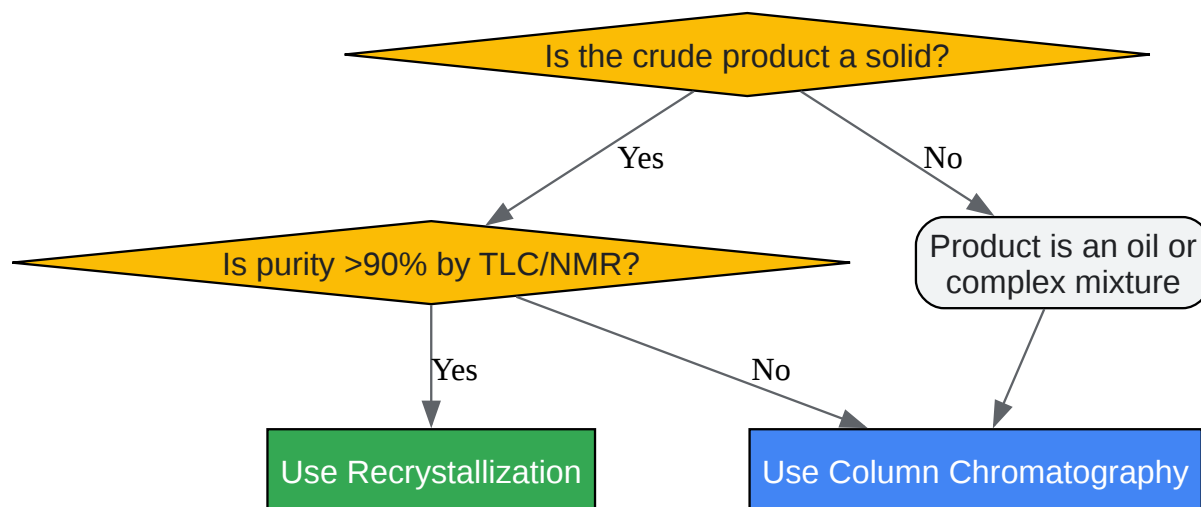 Is the crude product a solid?
Yes
No
Is purity >90% by TLC/NMR?
Product is an oil or
complex mixture
Yes
No
Use Recrystallization
Use Column Chromatography